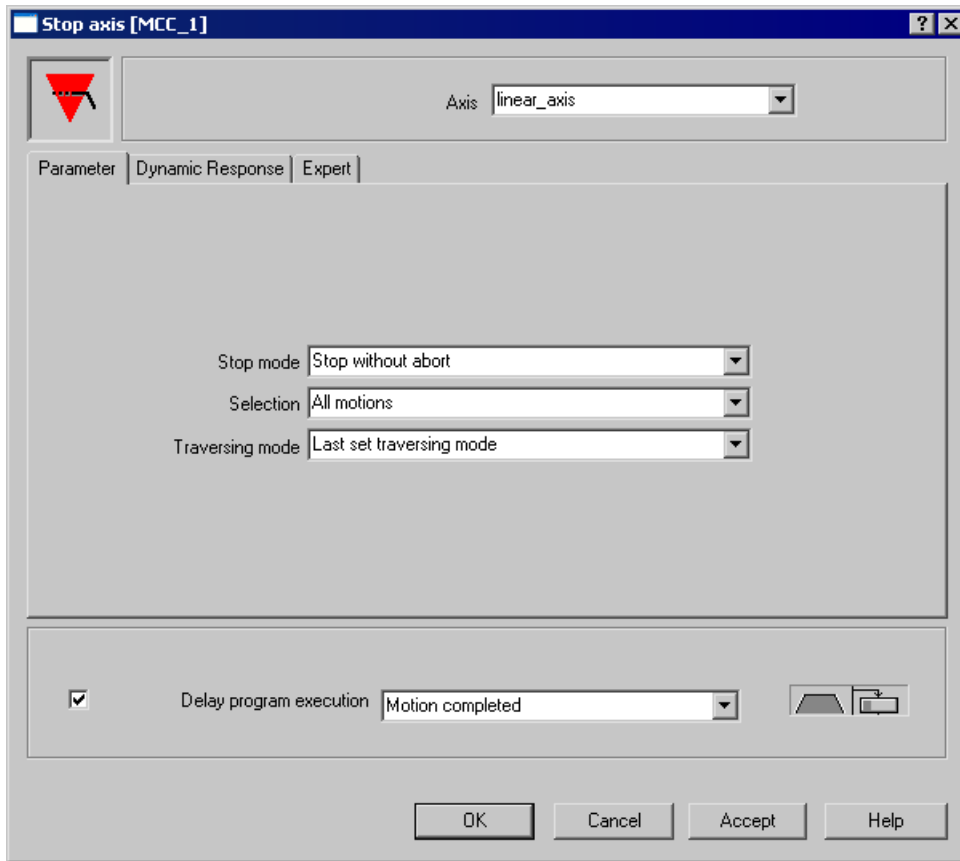 Stop axis [MCC_1]
Axis linear_axis
Parameter Dynamic Response Expert
Stop mode Stop without abort
Selection All motions
Traversing mode Last set traversing mode
Delay program execution Motion completed
OK Cancel Accept Help